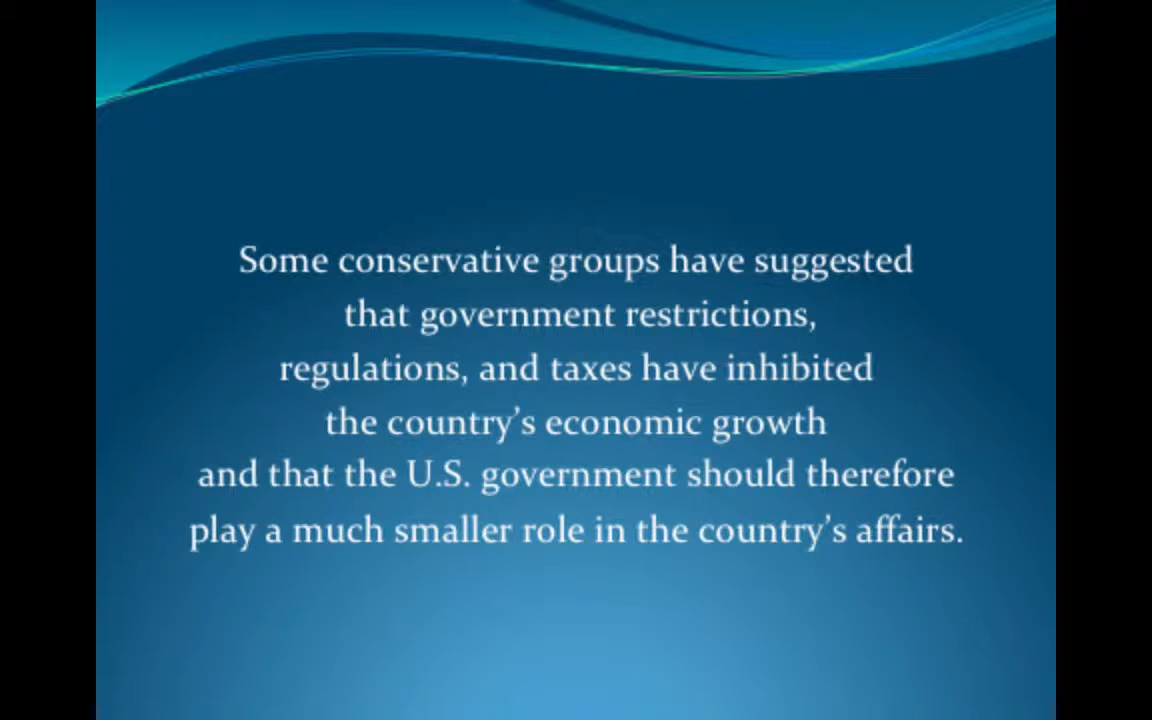 Some conservative groups have suggested
that government restrictions,
regulations, and taxes have inhibited
the country’s economic growth
and that the U.S. government should therefore
play a much smaller role in the country’s affairs.